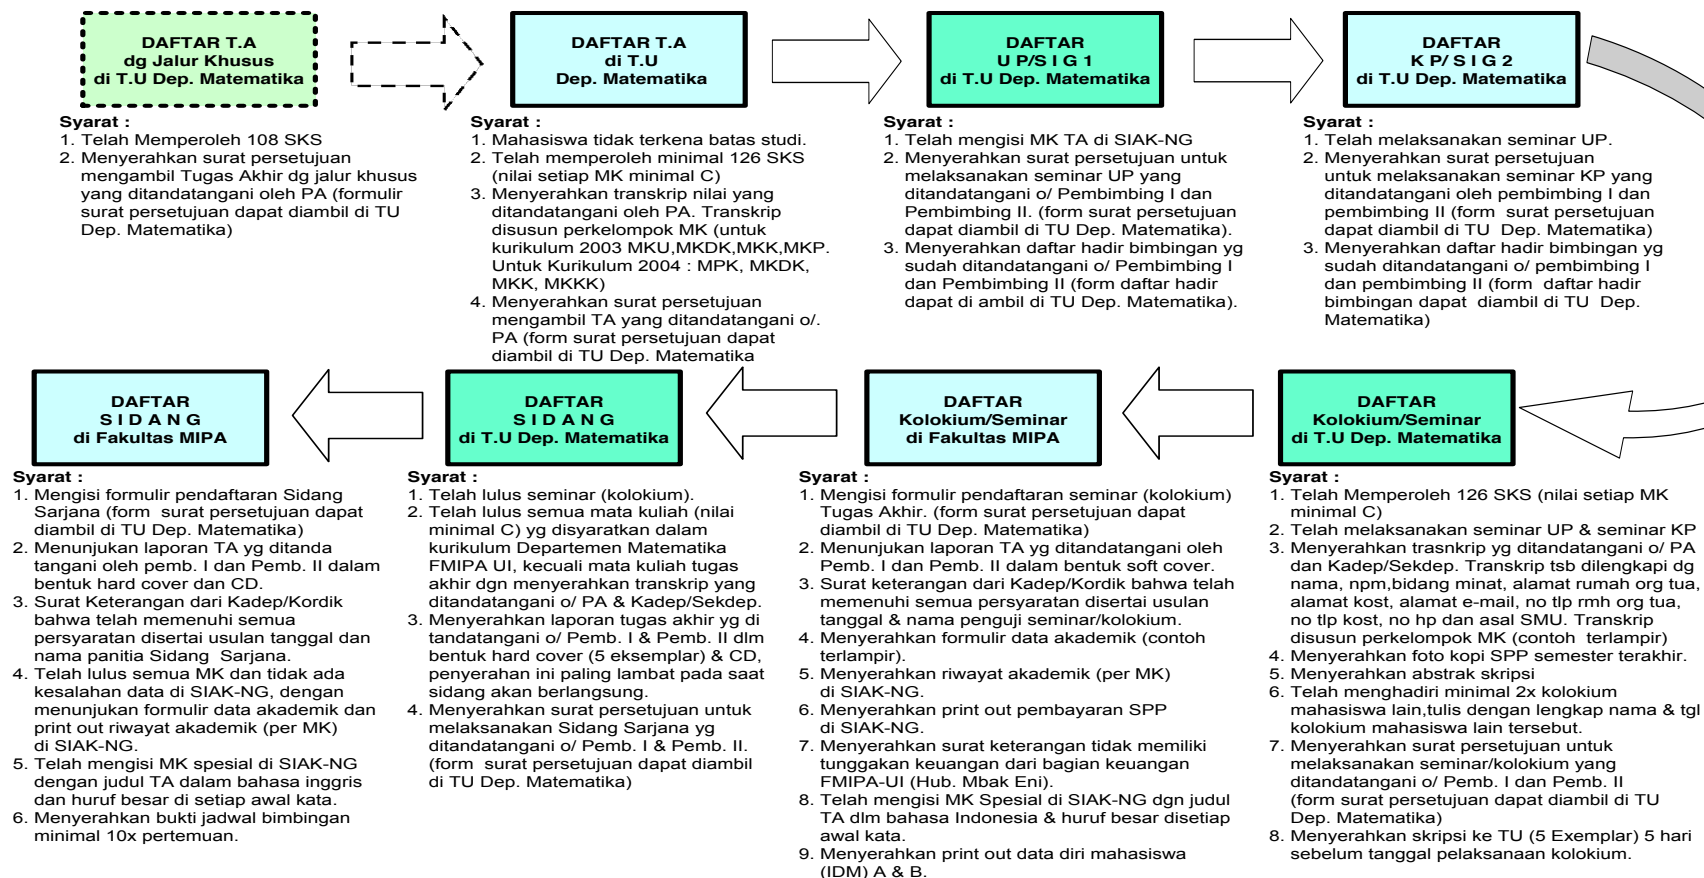 DAFTAR T.A
dg Jalur Khusus
di T.U Dep. Matematika
Syarat :
1. Telah Memperoleh 108 SKS
2. Menyerahkan surat persetujuan
mengambil Tugas Akhir dg jalur khusus
yang ditandatangani oleh PA (formulir
surat persetujuan dapat diambil di TU
Dep. Matematika)
DAFTAR T.A
di T.U
Dep. Matematika
Syarat :
1. Mahasiswa tidak terkena batas studi.
2. Telah memperoleh minimal 126 SKS
(nilai setiap MK minimal C)
3. Menyerahkan transkrip nilai yang
ditandatangani oleh PA. Transkrip
disusun perkelompok MK (untuk
kurikulum 2003 MKU,MKDK,MKK,MKP.
Untuk Kurikulum 2004 : MPK, MKDK,
MKK, MKKK)
4. Menyerahkan surat persetujuan
mengambil TA yang ditandatangani o/.
PA (form surat persetujuan dapat
diambil di TU Dep. Matematika
DAFTAR
U P/S I G 1
di T.U Dep. Matematika
Syarat :
1. Telah mengisi MK TA di SIAK-NG
2. Menyerahkan surat persetujuan untuk
melaksanakan seminar UP yang
ditandatangani o/ Pembimbing I dan
Pembimbing II. (form surat persetujuan
dapat diambil di TU Dep. Matematika).
3. Menyerahkan daftar hadir bimbingan yg
sudah ditandatangani o/ Pembimbing I
dan Pembimbing II (form daftar hadir
dapat di ambil di TU Dep. Matematika).
DAFTAR
K P/ S I G 2
di T.U Dep. Matematika
Syarat :
1. Telah melaksanakan seminar UP.
2. Menyerahkan surat persetujuan
untuk melaksanakan seminar KP yang
ditandatangani oleh pembimbing I dan
pembimbing II (form surat persetujuan
dapat diambil di TU Dep. Matematika)
3. Menyerahkan daftar hadir bimbingan yg
sudah ditandatangani o/ pembimbing I
dan pembimbing II (form daftar hadir
bimbingan dapat diambil di TU Dep.
Matematika)
DAFTAR
S I D A N G
di Fakultas MIPA
Syarat :
1. Mengisi formulir pendaftaran Sidang
Sarjana (form surat persetujuan dapat
diambil di TU Dep. Matematika)
2. Menunjukan laporan TA yg ditanda
tangani oleh pemb. I dan Pemb. II dalam
bentuk hard cover dan CD.
3. Surat Keterangan dari Kadep/Kordik
bahwa telah memenuhi semua
persyaratan disertai usulan tanggal dan
nama panitia Sidang Sarjana.
4. Telah lulus semua MK dan tidak ada
kesalahan data di SIAK-NG, dengan
menunjukan formulir data akademik dan
print out riwayat akademik (per MK)
di SIAK-NG.
5. Telah mengisi MK spesial di SIAK-NG
dengan judul TA dalam bahasa inggris
dan huruf besar di setiap awal kata.
6. Menyerahkan bukti jadwal bimbingan
minimal 10x pertemuan.
DAFTAR
S I D A N G
di T.U Dep. Matematika
Syarat :
1. Telah lulus seminar (kolokium).
2. Telah lulus semua mata kuliah (nilai
minimal C) yg disyaratkan dalam
kurikulum Departemen Matematika
FMIPA UI, kecuali mata kuliah tugas
akhir dgn menyerahkan transkrip yang
ditandatangani o/ PA & Kadep/Sekdep.
3. Menyerahkan laporan tugas akhir yg di
tandatangani o/ Pemb. I & Pemb. II dlm
bentuk hard cover (5 eksemplar) & CD,
penyerahan ini paling lambat pada saat
sidang akan berlangsung.
4. Menyerahkan surat persetujuan untuk
melaksanakan Sidang Sarjana yg
ditandatangani o/ Pemb. I & Pemb. II.
(form surat persetujuan dapat diambil
di TU Dep. Matematika)
DAFTAR
Kolokium/Seminar
di Fakultas MIPA
Syarat :
1. Mengisi formulir pendaftaran seminar (kolokium)
Tugas Akhir. (form surat persetujuan dapat
diambil di TU Dep. Matematika)
2. Menunjukan laporan TA yg ditandatangani oleh
Pemb. I dan Pemb. II dalam bentuk soft cover.
3. Surat keterangan dari Kadep/Kordik bahwa telah
memenuhi semua persyaratan disertai usulan
tanggal & nama penguji seminar/kolokium.
4. Menyerahkan formulir data akademik (contoh
terlampir).
5. Menyerahkan riwayat akademik (per MK)
di SIAK-NG.
6. Menyerahkan print out pembayaran SPP
di SIAK-NG.
7. Menyerahkan surat keterangan tidak memiliki
tunggakan keuangan dari bagian keuangan
FMIPA-UI (Hub. Mbak Eni).
8. Telah mengisi MK Spesial di SIAK-NG dgn judul
TA dlm bahasa Indonesia & huruf besar disetiap
awal kata.
9. Menyerahkan print out data diri mahasiswa
(IDM) A & B.
DAFTAR
Kolokium/Seminar
di T.U Dep. Matematika
Syarat :
1. Telah Memperoleh 126 SKS (nilai setiap MK
minimal C)
2. Telah melaksanakan seminar UP & seminar KP
3. Menyerahkan trasnkrip yg ditandatangani o/ PA
dan Kadep/Sekdep. Transkrip tsb dilengkapi dg
nama, npm,bidang minat, alamat rumah org tua,
alamat kost, alamat e-mail, no tlp rmh org tua,
no tlp kost, no hp dan asal SMU. Transkrip
disusun perkelompok MK (contoh terlampir)
4. Menyerahkan foto kopi SPP semester terakhir.
5. Menyerahkan abstrak skripsi
6. Telah menghadiri minimal 2x kolokium
mahasiswa lain,tulis dengan lengkap nama & tgl
kolokium mahasiswa lain tersebut.
7. Menyerahkan surat persetujuan untuk
melaksanakan seminar/kolokium yang
ditandatangani o/ Pemb. I dan Pemb. II
(form surat persetujuan dapat diambil di TU
Dep. Matematika)
8. Menyerahkan skripsi ke TU (5 Exemplar) 5 hari
sebelum tanggal pelaksanaan kolokium.